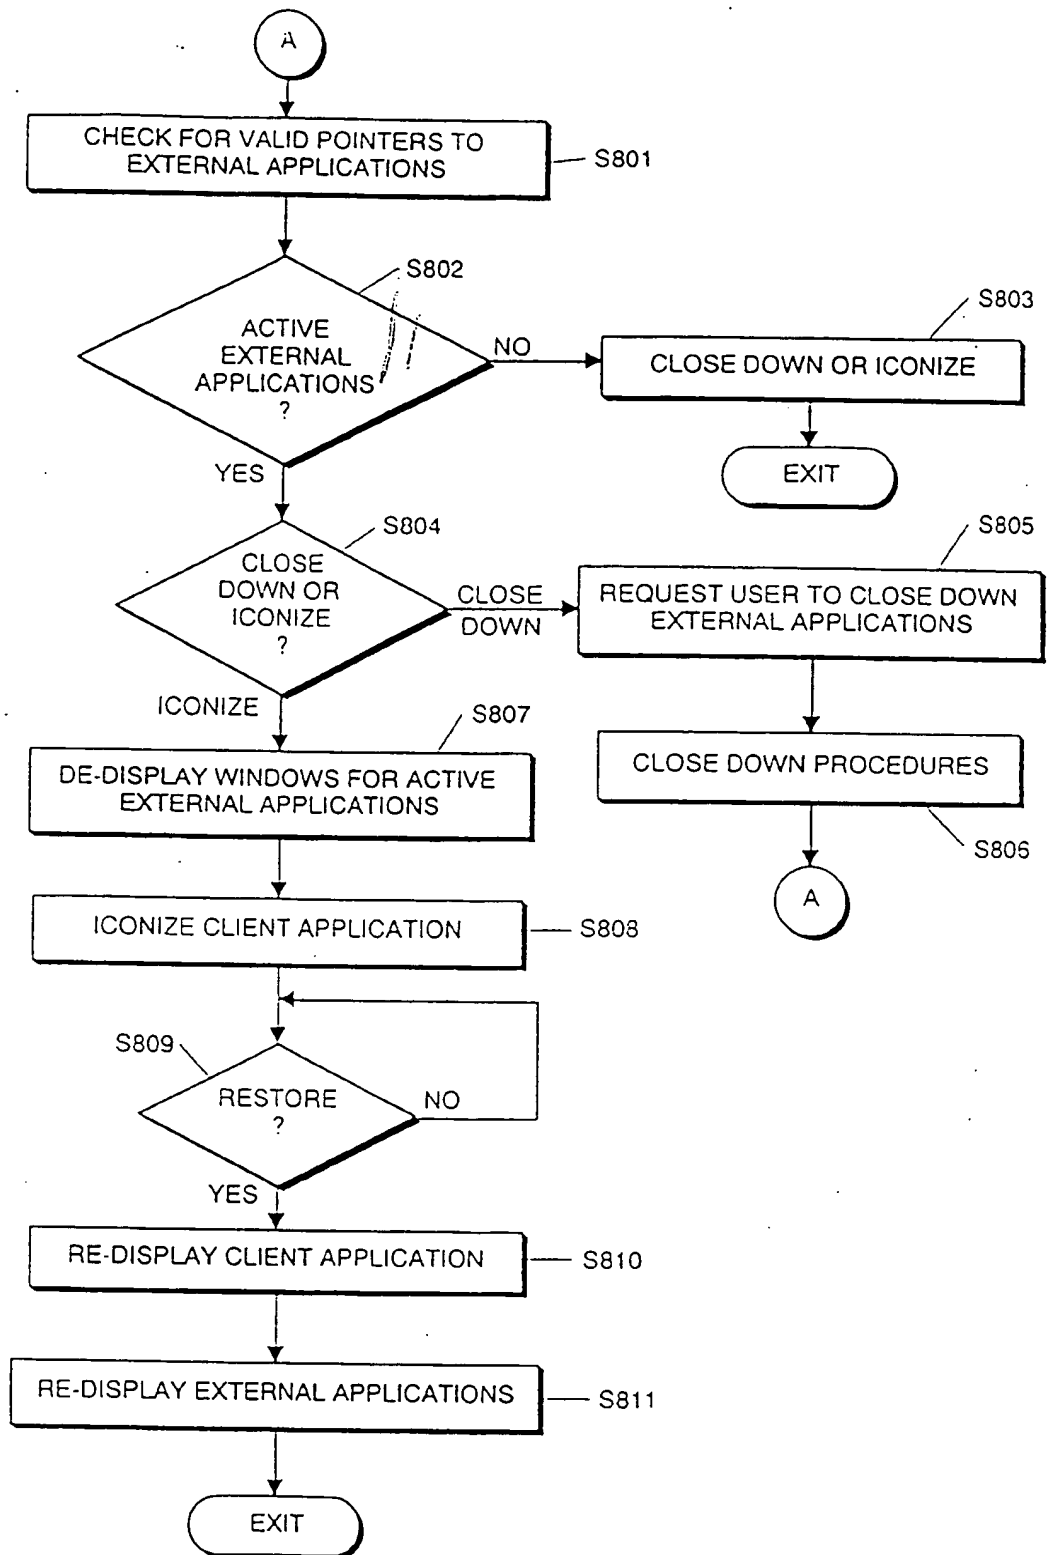 A
CHECK FOR VALID POINTERS TO
EXTERNAL APPLICATIONS
S801
S802
ACTIVE
EXTERNAL
APPLICATIONS
?
NO
YES
S803
CLOSE DOWN OR ICONIZE
EXIT
S804
CLOSE
DOWN OR
ICONIZE
?
CLOSE
DOWN
ICONIZE
S805
REQUEST USER TO CLOSE DOWN
EXTERNAL APPLICATIONS
CLOSE DOWN PROCEDURES
S806
A
S807
DE-DISPLAY WINDOWS FOR ACTIVE
EXTERNAL APPLICATIONS
ICONIZE CLIENT APPLICATION
S808
S809
RESTORE
?
NO
YES
RE-DISPLAY CLIENT APPLICATION
S810
RE-DISPLAY EXTERNAL APPLICATIONS
S811
EXIT